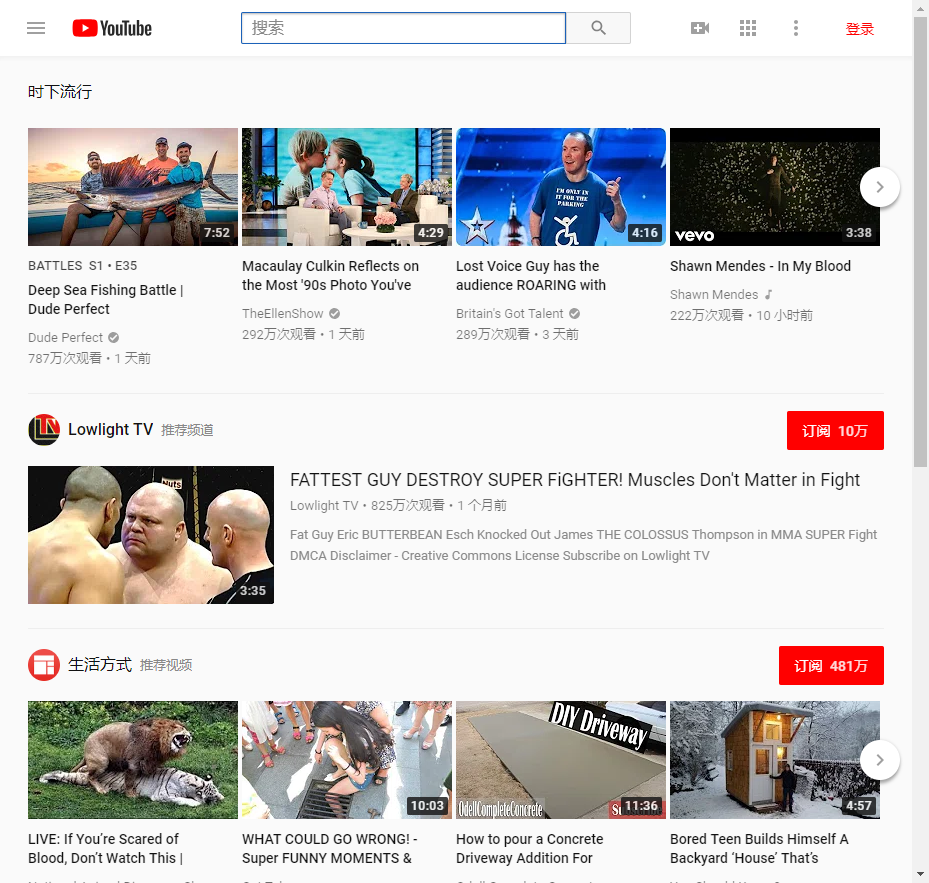 YouTube
搜索
登录
时下流行
I'M ONLY IN
IT FOR THE
PARKING
vevo
7:52
4:29
4:16
3:38
BATTLES S1 • E35
Deep Sea Fishing Battle |
Dude Perfect
Dude Perfect
787万次观看 • 1 天前
Macaulay Culkin Reflects on
the Most '90s Photo You've
TheEllenShow
292万次观看 • 1 天前
Lost Voice Guy has the
audience ROARING with
Britain's Got Talent
289万次观看 • 3 天前
Shawn Mendes - In My Blood
Shawn Mendes
222万次观看 • 10 小时前
Lowlight TV 推荐频道
订阅 10万
Nuts
3:35
FATTEST GUY DESTROY SUPER FiGHTER! Muscles Don't Matter in Fight
Lowlight TV • 825万次观看 • 1 个月前
Fat Guy Eric BUTTERBEAN Esch Knocked Out James THE COLOSSUS Thompson in MMA SUPER Fight
DMCA Disclaimer - Creative Commons License Subscribe on Lowlight TV
生活方式 推荐视频
订阅 481万
DIY Driveway
OdellCompleteConcrete
10:03
11:36
4:57
LIVE: If You’re Scared of
Blood, Don’t Watch This |
WHAT COULD GO WRONG! -
Super FUNNY MOMENTS &
How to pour a Concrete
Driveway Addition For
Bored Teen Builds Himself A
Backyard ‘House’ That’s